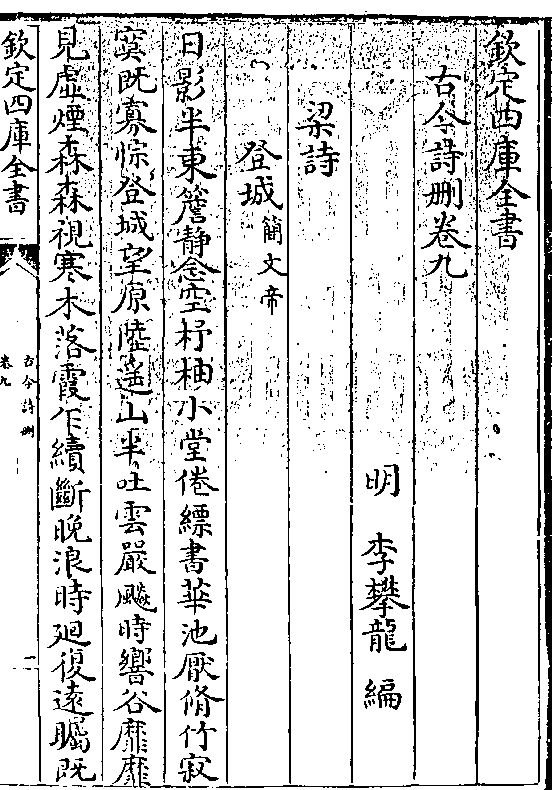 欽定四庫全書
古今詩刪卷九
明 李攀龍 編
梁詩
登城 簡文帝
日影半東簷靜念空杼柚小堂倦縹書華池厭脩竹寂
寞既寡悰登城望原陸遥山半吐雲嚴飈時響谷靡靡
見虛煙森森視寒木落霞乍續斷晚浪時廻復遠矚既
欽定四庫全書
古今詩刪
卷九
一